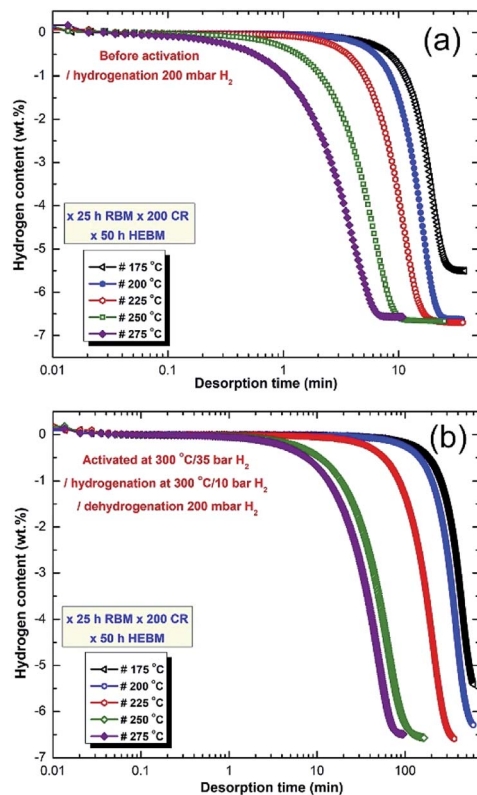 (a)
Before activation
/ hydrogenation 200 mbar H2
x 25 h RBM x 200 CR
x 50 h HEBM
# 175 °C
# 200 °C
# 225 °C
# 250 °C
# 275 °C
Hydrogen content (wt.%)
0
-1
-2
-3
-4
-5
-6
-7
0.01
0.1
1
10
Desorption time (min)
(b)
Activated at 300 °C/35 bar H2
/ hydrogenation at 300 °C/10 bar H2
/ dehydrogenation 200 mbar H2
x 25 h RBM x 200 CR
x 50 h HEBM
# 175 °C
# 200 °C
# 225 °C
# 250 °C
# 275 °C
Hydrogen content (wt.%)
0
-1
-2
-3
-4
-5
-6
-7
0.01
0.1
1
10
100
Desorption time (min)